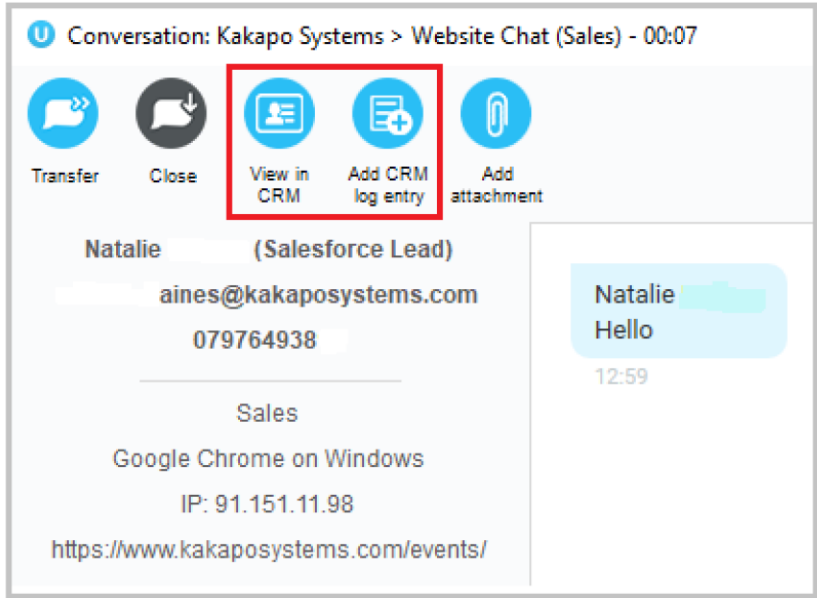 U Conversation: Kakapo Systems > Website Chat (Sales) - 00:07
Transfer
Close
View in
CRM
Add CRM
log entry
Add
attachment
Natalie (Salesforce Lead)
aines@kakaposystems.com
079764938
Sales
Google Chrome on Windows
IP: 91.151.11.98
https://www.kakaposystems.com/events/
Natalie
Hello
12:59